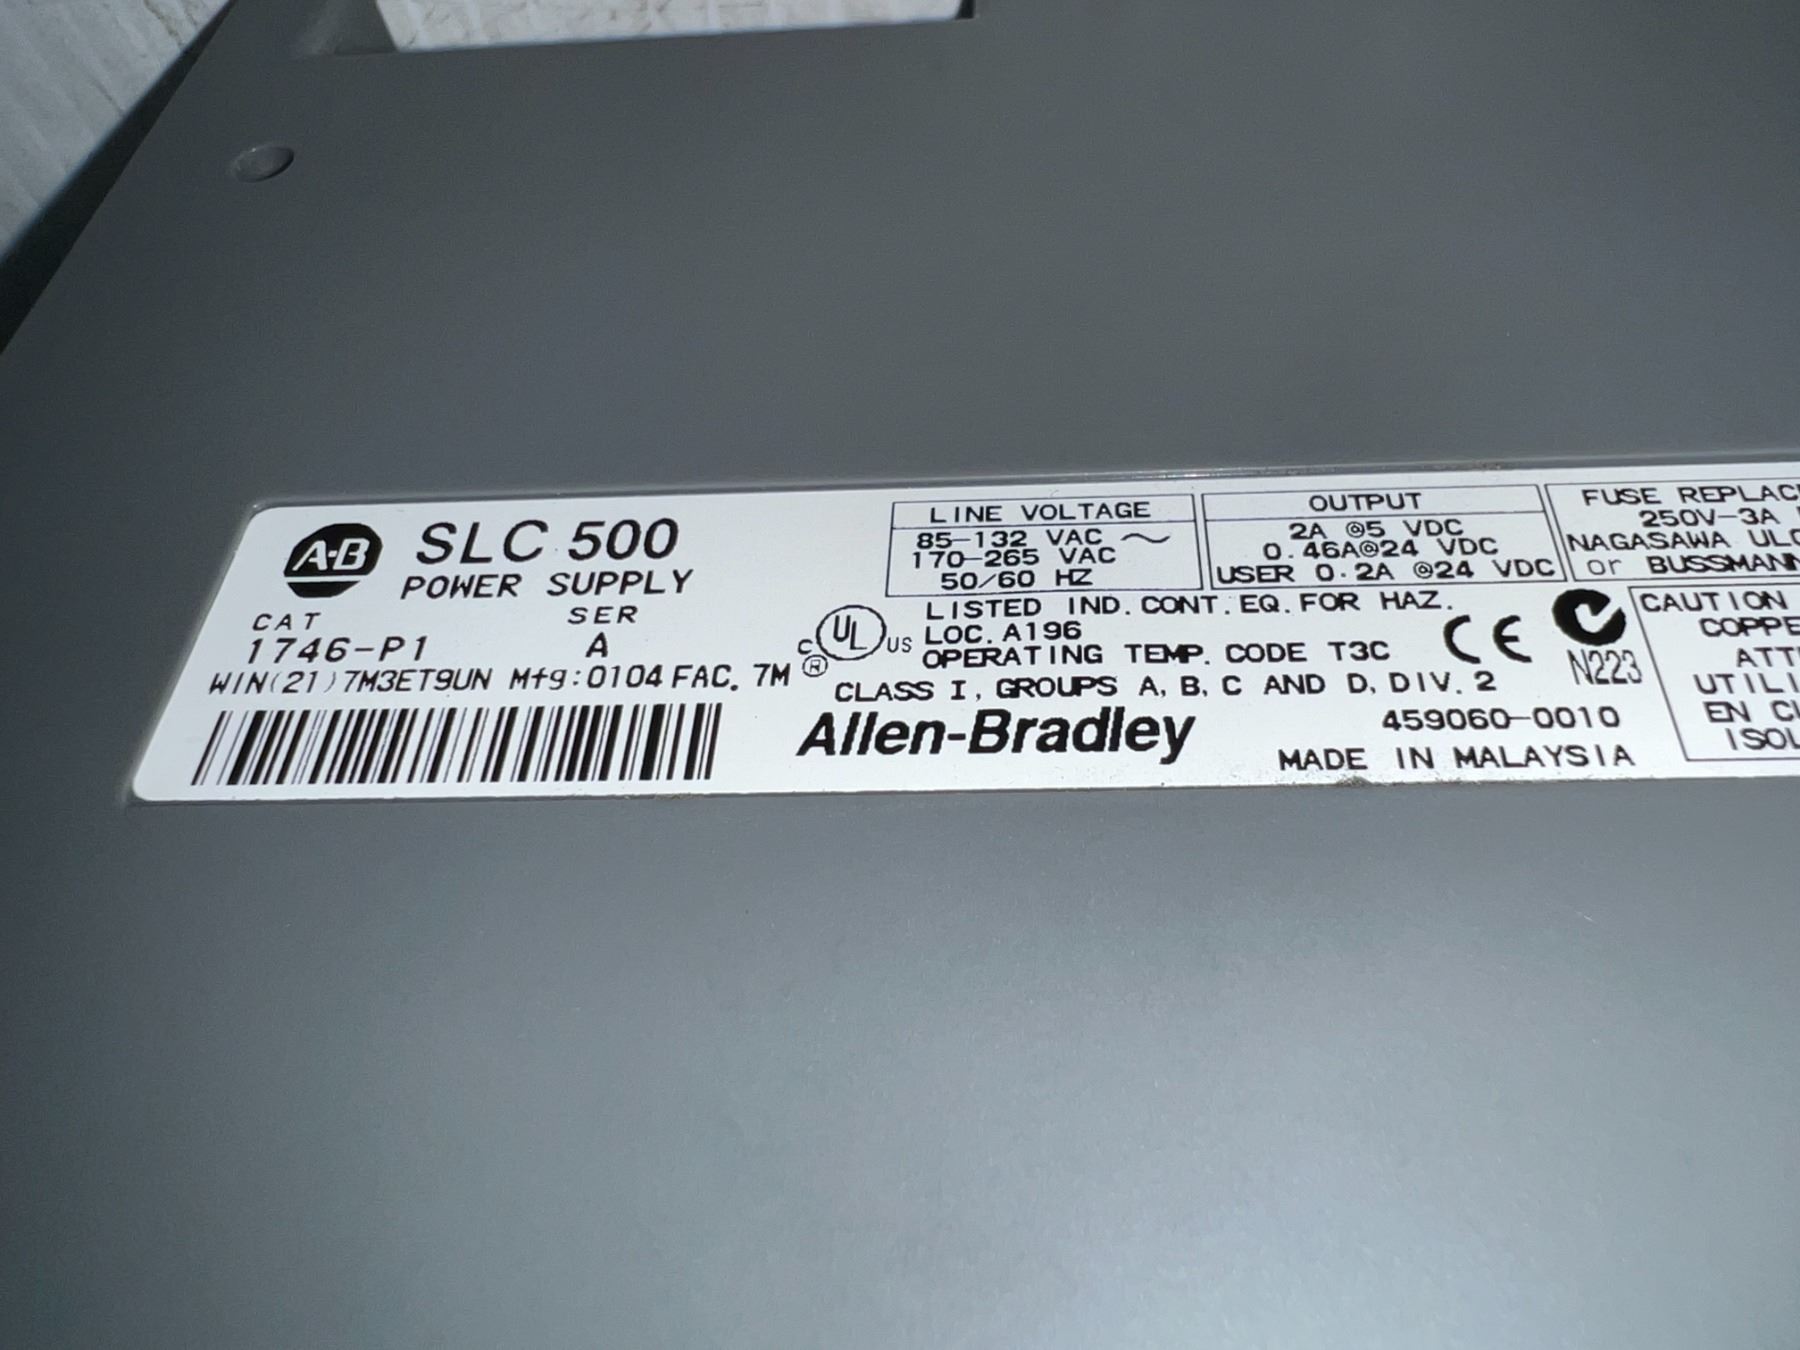 A-B SLC 500
POWER SUPPLY
CAT SER
1746-P1 A
WIN(21)7M3ET9UN Mfg:0104 FAC. 7M
LINE VOLTAGE
85-132 VAC ~
170-265 VAC
50/60 HZ
OUTPUT
2A @5 VDC
0.46A@24 VDC
USER 0.2A @24 VDC
FUSE REPLAC
250V-3A
NAGASAWA ULC
or BUSSMANN
C UL US ®
LISTED IND. CONT. EQ. FOR HAZ.
LOC. A196
OPERATING TEMP. CODE T3C
CLASS I, GROUPS A, B, C AND D, DIV. 2
CE
N223
Allen-Bradley
459060-0010
MADE IN MALAYSIA
CAUTION
COPPE
ATT
UTILI
EN
ISOL